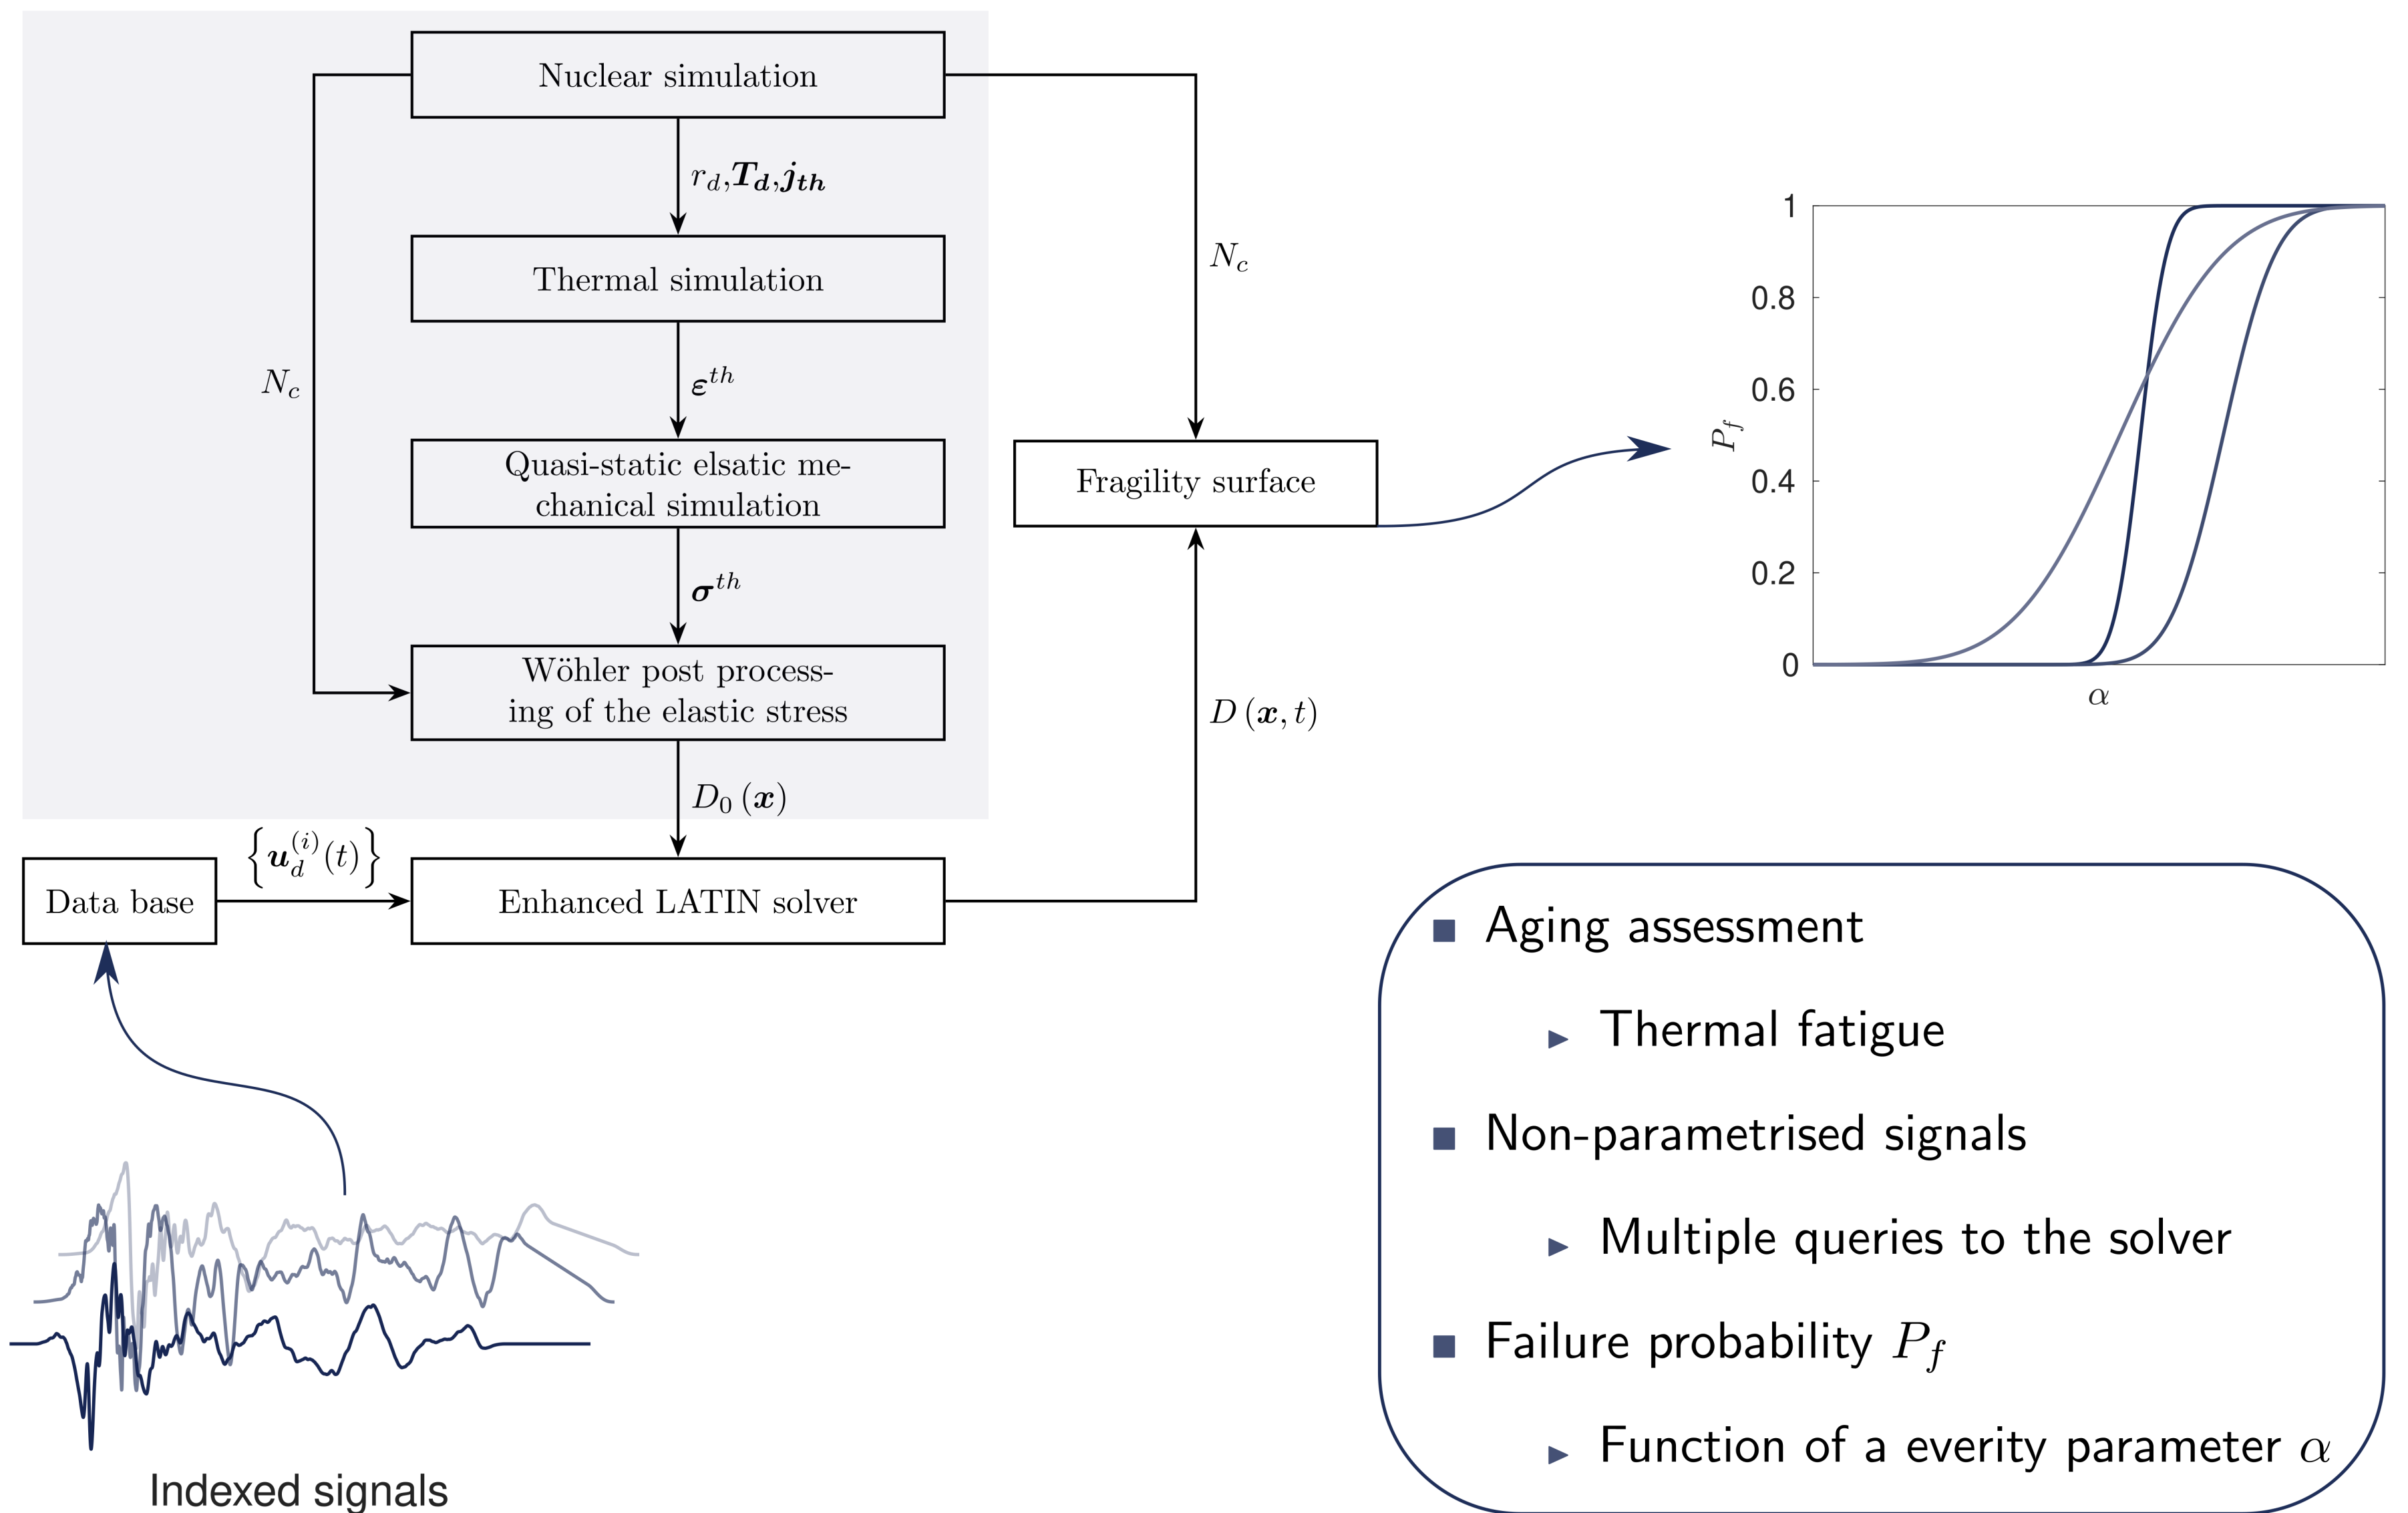 Nuclear simulation
r_d, T_d, j_th
Thermal simulation
N_c
ε^th
Quasi-static elsatic me-
chanical simulation
σ^th
Wöhler post process-
ing of the elastic stress
D_0 (x)
{u_d^(i)(t)}
Data base
Enhanced LATIN solver
N_c
Fragility surface
D (x, t)
1
0.8
0.6
0.4
0.2
0
P_f
α
Indexed signals
■ Aging assessment
▶ Thermal fatigue
■ Non-parametrised signals
▶ Multiple queries to the solver
■ Failure probability P_f
▶ Function of a everity parameter α